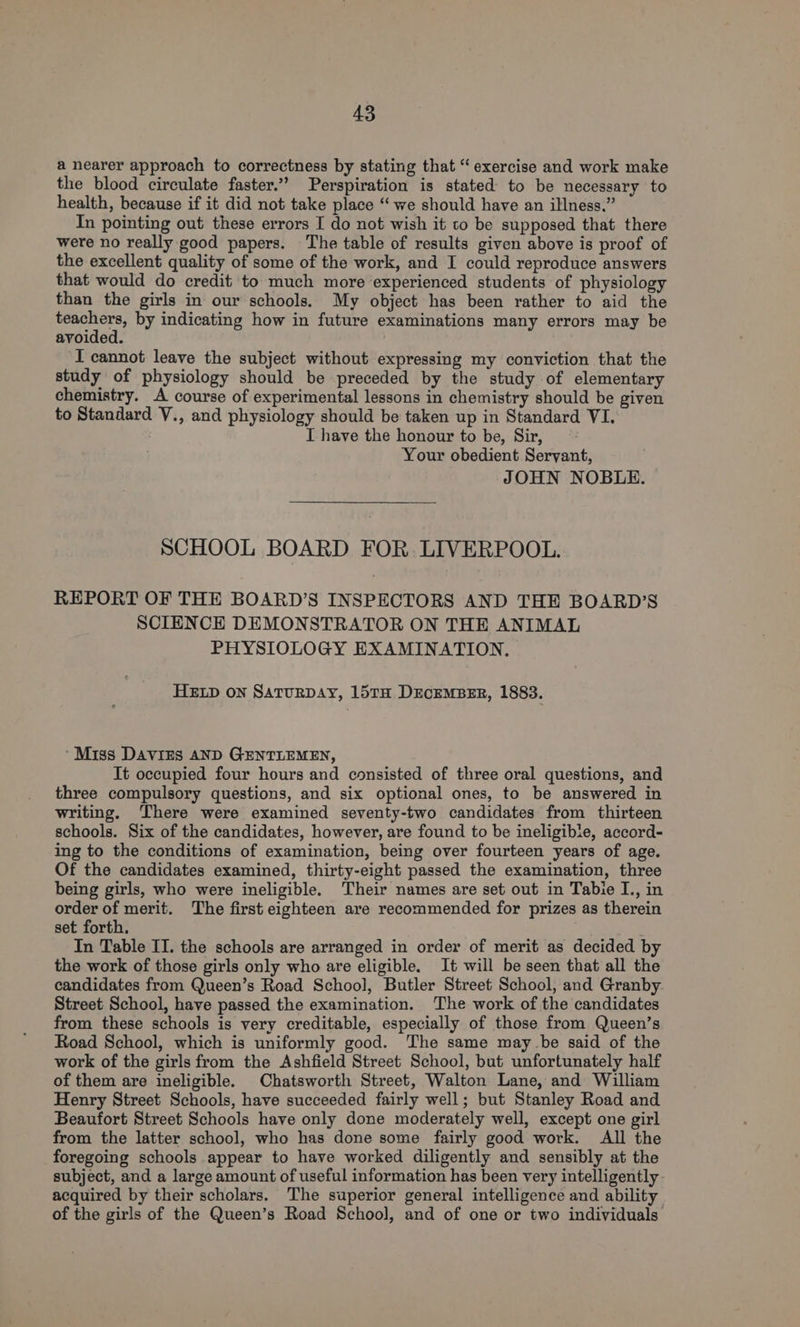 43
a nearer approach to correctness by stating that “exercise and work make
the blood circulate faster.” Perspiration is stated to be necessary to
health, because if it did not take place “we should have an illness.”
In pointing out these errors I do not wish it to be supposed that there
were no really good papers. The table of results given above is proof of
the excellent quality of some of the work, and I could reproduce answers
that would do credit to much more experienced students of physiology
than the girls in our schools. My object has been rather to aid the
teachers, by indicating how in future examinations many errors may be
avoided.
I cannot leave the subject without expressing my conviction that the
study of physiology should be preceded by the study of elementary
chemistry. A course of experimental lessons in chemistry should be given
to Standard V., and physiology should be taken up in Standard VI.
I have the honour to be, Sir,
Your obedient Servant,
JOHN NOBLE.
SCHOOL BOARD FOR LIVERPOOL.
REPORT OF THE BOARD’S INSPECTORS AND THE BOARD’S
SCIENCE DEMONSTRATOR ON THE ANIMAL
PHYSIOLOGY EXAMINATION.
HELD ON SATURDAY, 15TH DECEMBER, 1883.
MISS DAVIES AND GENTLEMEN,
It occupied four hours and consisted of three oral questions, and
three compulsory questions, and six optional ones, to be answered in
writing. There were examined seventy-two candidates from thirteen
schools. Six of the candidates, however, are found to be ineligible, accord-
ing to the conditions of examination, being over fourteen years of age.
Of the candidates examined, thirty-eight passed the examination, three
being girls, who were ineligible. Their names are set out in Table I., in
order of merit. The first eighteen are recommended for prizes as therein
set forth.
In Table II. the schools are arranged in order of merit as decided by
the work of those girls only who are eligible. It will be seen that all the
candidates from Queen’s Road School, Butler Street School, and Granby
Street School, have passed the examination. The work of the candidates
from these schools is very creditable, especially of those from Queen’s
Road School, which is uniformly good. The same may be said of the
work of the girls from the Ashfield Street School, but unfortunately half
of them are ineligible. Chatsworth Street, Walton Lane, and William
Henry Street Schools, have succeeded fairly well; but Stanley Road and
Beaufort Street Schools have only done moderately well, except one girl
from the latter school, who has done some fairly good work. All the
foregoing schools appear to have worked diligently and sensibly at the
subject, and a large amount of useful information has been very intelligently
acquired by their scholars. The superior general intelligence and ability
of the girls of the Queen’s Road School, and of one or two individuals